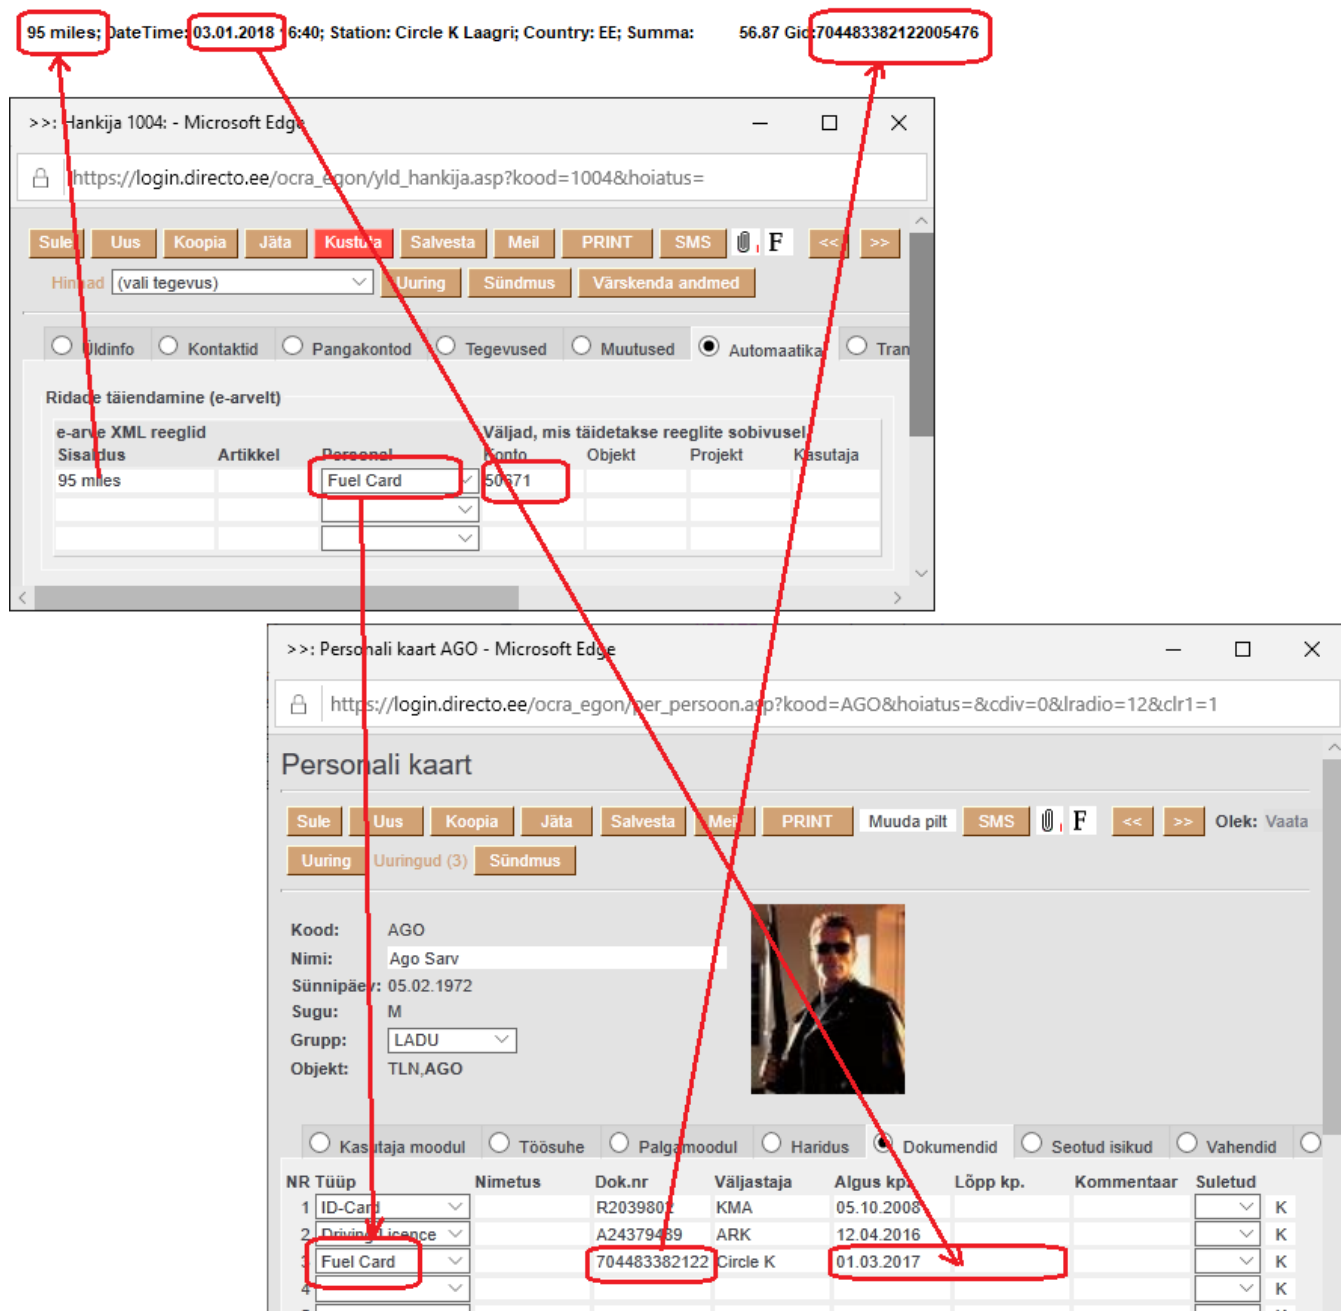 95 miles; DateTime: 03.01.2018 16:40; Station: Circle K Laagri; Country: EE; Summa: 56.87 Gid:704483382122005476
>>: Hankija 1004: - Microsoft Edge
https://login.directo.ee/ocra_egon/yld_hankija.asp?kood=1004&hoiatus=
Sule Uus Koopia Jäta Kustuta Salvesta Meil PRINT SMS F << >>
Hinnad (vali tegevus) Uuring Sündmus Värskenda andmed
Üldinfo Kontaktid Pangakontod Tegevused Muutused Automaatika Tran
Ridade täiendamine (e-arvelt)
e-arve XML reeglid Väljad, mis täidetakse reeglite sobivusel
Sisaldus Artikkel Personal Konto Objekt Projekt Kasutaja
95 miles Fuel Card 50671
>>: Personali kaart AGO - Microsoft Edge
https://login.directo.ee/ocra_egon/per_persoon.asp?kood=AGO&hoiatus=&cdiv=0&lradio=12&clr1=1
Personali kaart
Sule Uus Koopia Jäta Salvesta Meil PRINT Muuda pilt SMS F << >> Olek: Vaata
Uuring Uuringud (3) Sündmus
Kood: AGO
Nimi: Ago Sarv
Sünnipäev: 05.02.1972
Sugu: M
Grupp: LADU
Objekt: TLN,AGO
Kasutaja moodul Töösuhe Palgamoodul Haridus Dokumendid Seotud isikud Vahendid
NR Tüüp Nimetus Dok.nr Väljastaja Algus kp. Lõpp kp. Kommentaar Suletud
1 ID-Card R2039802 KMA 05.10.2008 K
2 Driving Licence A24379489 ARK 12.04.2016 K
3 Fuel Card 704483382122 Circle K 01.03.2017 K
4 K